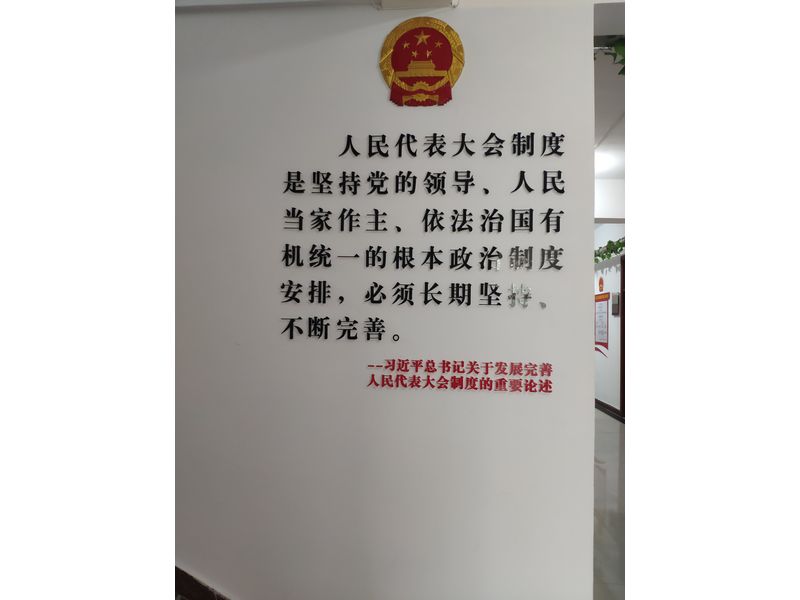 人民代表大会制度
是坚持党的领导、人民
当家作主、依法治国有
机统一的根本政治制度
安排，必须长期坚持、
不断完善。
--习近平总书记关于发展完善
人民代表大会制度的重要论述